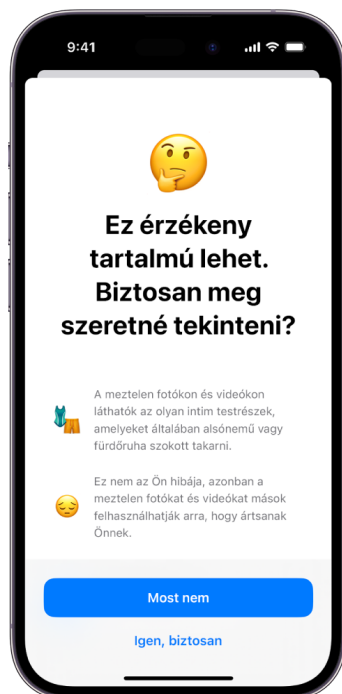 9:41
Ez érzékeny
tartalmú lehet.
Biztosan meg
szeretné tekinteni?
A meztelen fotókon és videókon
láthatók az olyan intim testrészek,
amelyeket általában alsónemű vagy
fürdőruha szokott takarni.
Ez nem az Ön hibája, azonban a
meztelen fotókat és videókat mások
felhasználhatják arra, hogy ártsanak
Önnek.
Most nem
Igen, biztosan